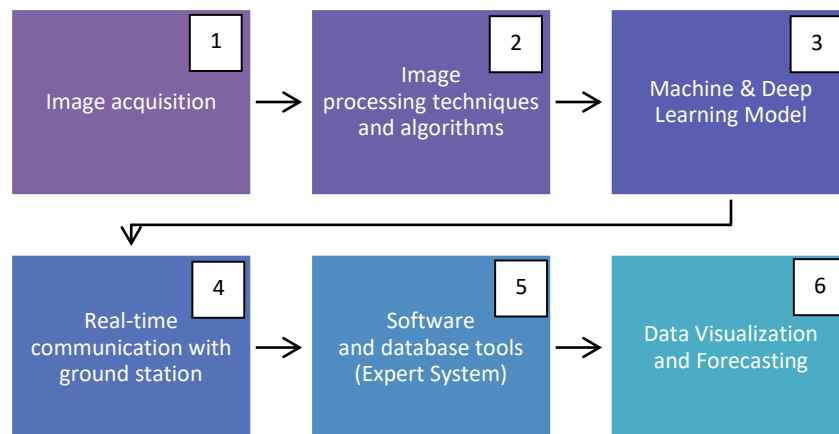 1
Image acquisition
2
Image
processing techniques
and algorithms
3
Machine & Deep
Learning Model
4
Real-time
communication with
ground station
5
Software
and database tools
(Expert System)
6
Data Visualization
and Forecasting